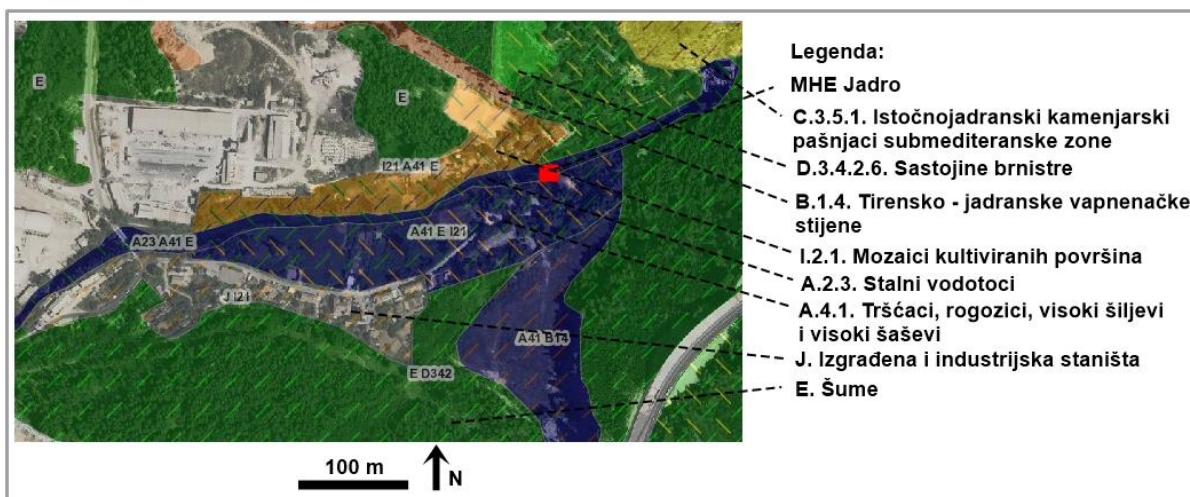 Legenda:
MHE Jadro
C.3.5.1. Istočnojadranski kamenjarski
pašnjaci submediteranske zone
D.3.4.2.6. Sastojine brnistre
B.1.4. Tirensko - jadranske vapnenačke
stijene
I.2.1. Mozaici kultiviranih površina
A.2.3. Stalni vodotoci
A.4.1. Tršćaci, rogozici, visoki šiljevi
i visoki šaševi
J. Izgrađena i industrijska staništa
E. Šume
E
E
I21 A41 E
A41 E I21
A23 A41 E
J I21
A41 B14
E D342
100 m
N